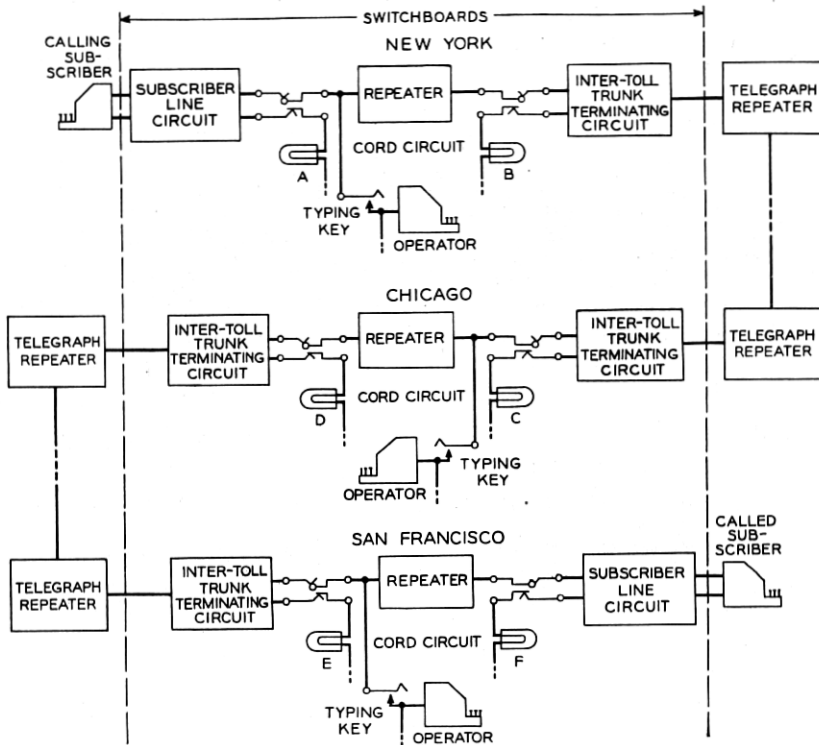 SWITCHBOARDS
NEW YORK
CALLING
SUB-
SCRIBER
SUBSCRIBER
LINE
CIRCUIT
REPEATER
INTER-TOLL
TRUNK
TERMINATING
CIRCUIT
TELEGRAPH
REPEATER
CORD CIRCUIT
A
B
TYPING
KEY
OPERATOR
CHICAGO
TELEGRAPH
REPEATER
INTER-TOLL
TRUNK
TERMINATING
CIRCUIT
REPEATER
INTER-TOLL
TRUNK
TERMINATING
CIRCUIT
TELEGRAPH
REPEATER
CORD CIRCUIT
D
C
OPERATOR
TYPING
KEY
SAN FRANCISCO
TELEGRAPH
REPEATER
INTER-TOLL
TRUNK
TERMINATING
CIRCUIT
REPEATER
SUBSCRIBER
LINE
CIRCUIT
CALLED
SUB-
SCRIBER
CORD CIRCUIT
E
F
TYPING
KEY
OPERATOR